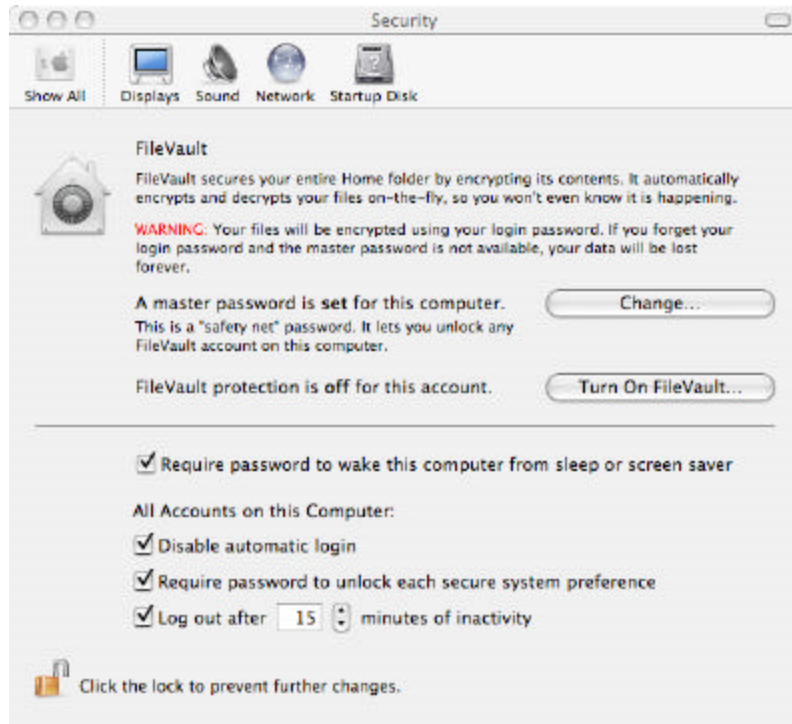 Security
Show All Displays Sound Network Startup Disk
FileVault
FileVault secures your entire Home folder by encrypting its contents. It automatically
encrypts and decrypts your files on-the-fly, so you won't even know it is happening.
WARNING: Your files will be encrypted using your login password. If you forget your
login password and the master password is not available, your data will be lost
forever.
A master password is set for this computer. Change...
This is a "safety net" password. It lets you unlock any
FileVault account on this computer.
FileVault protection is off for this account. Turn On FileVault...
Require password to wake this computer from sleep or screen saver
All Accounts on this Computer:
Disable automatic login
Require password to unlock each secure system preference
Log out after 15 minutes of inactivity
Click the lock to prevent further changes.